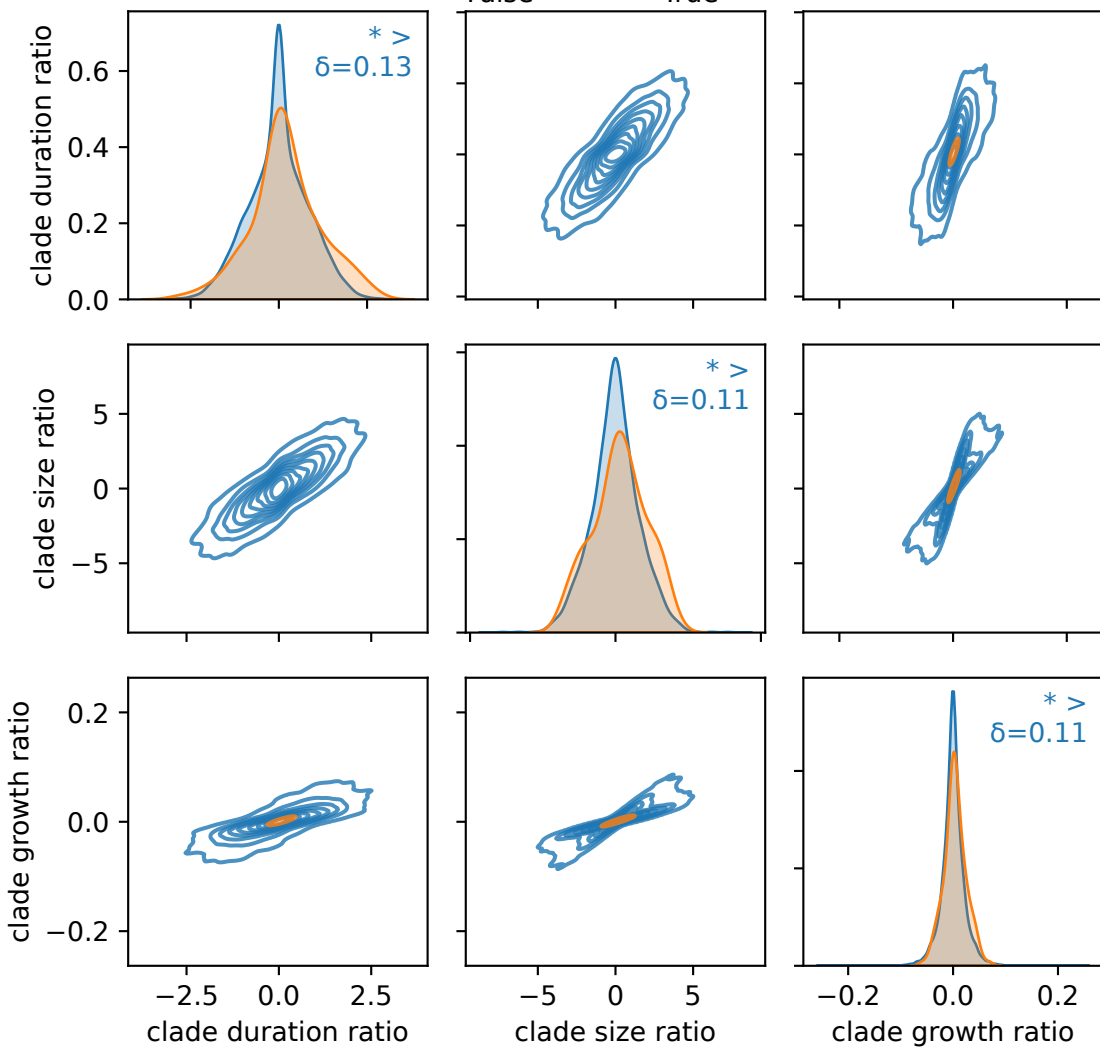 clade duration ratio
0.6
0.4
0.2
0.0
* >
δ=0.13
clade size ratio
5
0
−5
* >
δ=0.11
clade growth ratio
0.2
0.0
−0.2
* >
δ=0.11
−2.5 0.0 2.5
−5 0 5
−0.2 0.0 0.2
clade duration ratio
clade size ratio
clade growth ratio